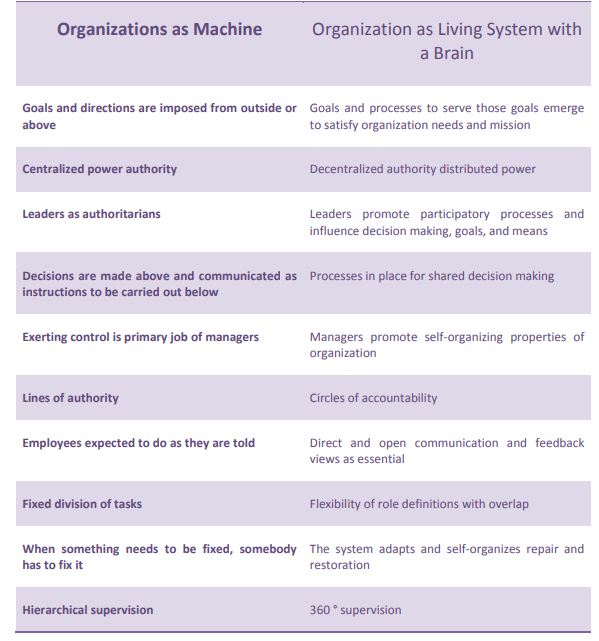 Organizations as Machine
Organization as Living System with
a Brain
Goals and directions are imposed from outside or
above
Goals and processes to serve those goals emerge
to satisfy organization needs and mission
Centralized power authority
Decentralized authority distributed power
Leaders as authoritarians
Leaders promote participatory processes and
influence decision making, goals, and means
Decisions are made above and communicated as
instructions to be carried out below
Processes in place for shared decision making
Exerting control is primary job of managers
Managers promote self-organizing properties of
organization
Lines of authority
Circles of accountability
Employees expected to do as they are told
Direct and open communication and feedback
views as essential
Fixed division of tasks
Flexibility of role definitions with overlap
When something needs to be fixed, somebody
has to fix it
The system adapts and self-organizes repair and
restoration
Hierarchical supervision
360 ° supervision